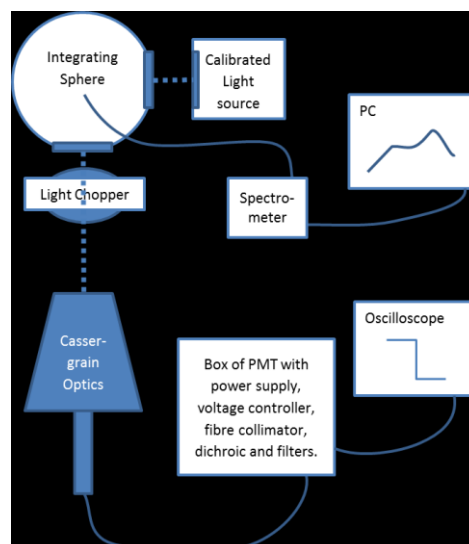 Integrating
Sphere
Calibrated
Light
source
PC
Light Chopper
Spectro-
meter
Oscilloscope
Casser-
grain
Optics
Box of PMT with
power supply,
voltage controller,
fibre collimator,
dichroic and filters.